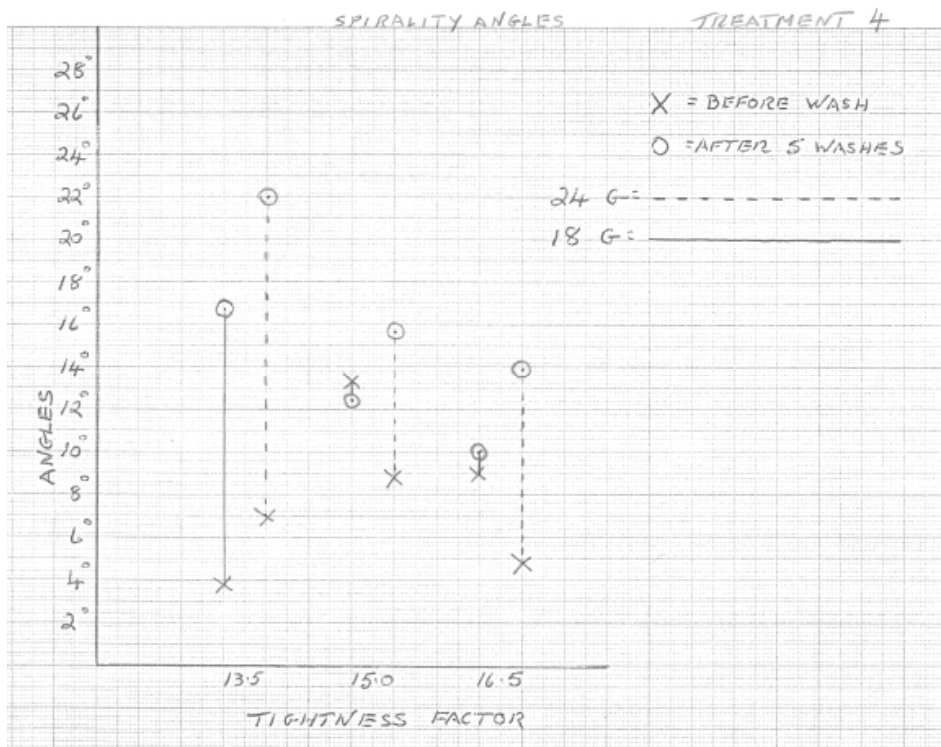 SPIRALITY ANGLES
TREATMENT 4
X = BEFORE WASH
O = AFTER 5 WASHES
24 G =
18 G =
28°
26°
24°
22°
20°
18°
16°
14°
12°
10°
8°
6°
4°
2°
ANGLES
13.5 15.0 16.5
TIGHTNESS FACTOR